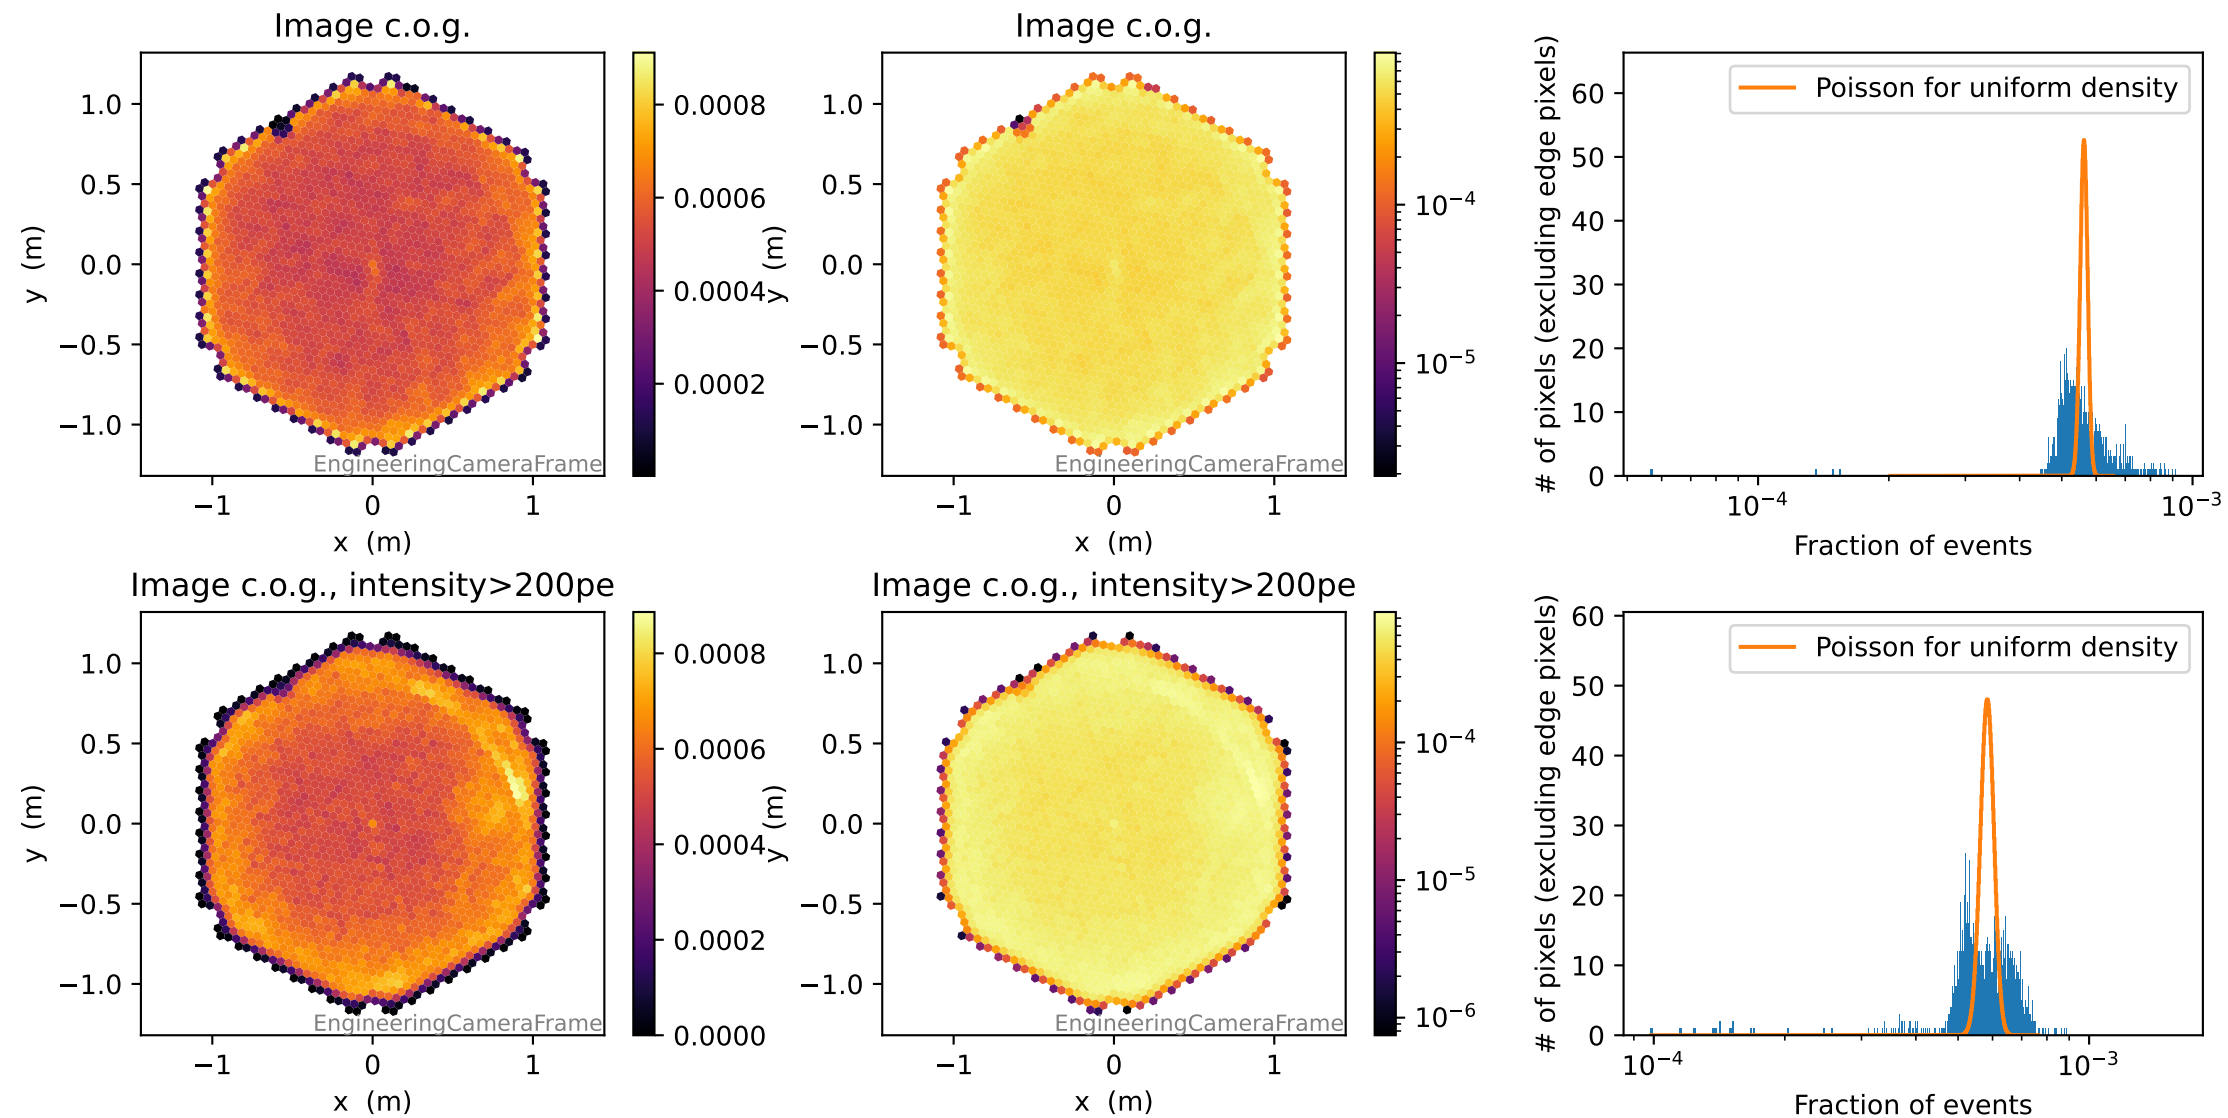 Image c.o.g.
1.0
0.5
0.0
−0.5
−1.0
y (m)
−1
0
1
x (m)
EngineeringCameraFrame
0.0008
0.0006
0.0004
0.0002
Image c.o.g.
1.0
0.5
0.0
−0.5
−1.0
y (m)
−1
0
1
x (m)
EngineeringCameraFrame
10⁻⁴
10⁻⁵
# of pixels (excluding edge pixels)
60
50
40
30
20
10
0
Poisson for uniform density
10⁻⁴
10⁻³
Fraction of events
Image c.o.g., intensity>200pe
1.0
0.5
0.0
−0.5
−1.0
y (m)
−1
0
1
x (m)
EngineeringCameraFrame
0.0008
0.0006
0.0004
0.0002
0.0000
Image c.o.g., intensity>200pe
1.0
0.5
0.0
−0.5
−1.0
y (m)
−1
0
1
x (m)
EngineeringCameraFrame
10⁻⁴
10⁻⁵
10⁻⁶
# of pixels (excluding edge pixels)
60
50
40
30
20
10
0
Poisson for uniform density
10⁻⁴
10⁻³
Fraction of events